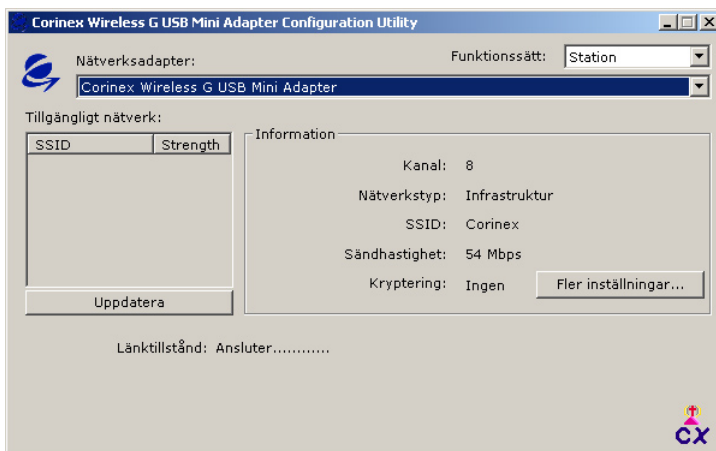 Corinex Wireless G USB Mini Adapter Configuration Utility
Nätverksadapter:
Funktionssätt: Station
Corinex Wireless G USB Mini Adapter
Tillgängligt nätverk:
SSID Strength
Information
Kanal: 8
Nätverkstyp: Infrastruktur
SSID: Corinex
Sändhastighet: 54 Mbps
Kryptering: Ingen
Fler inställningar...
Uppdatera
Länktillstånd: Ansluter............
CX